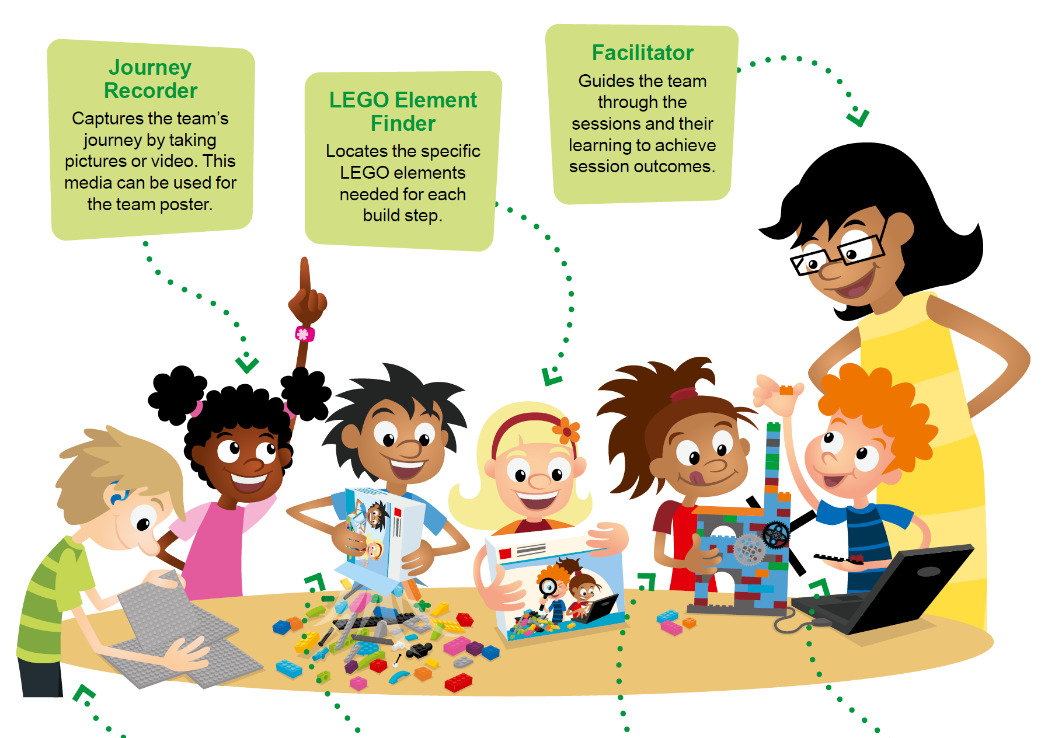 Journey
Recorder
Captures the team's
journey by taking
pictures or video. This
media can be used for
the team poster.
LEGO Element
Finder
Locates the specific
LEGO elements
needed for each
build step.
Facilitator
Guides the team
through the
sessions and their
learning to achieve
session outcomes.